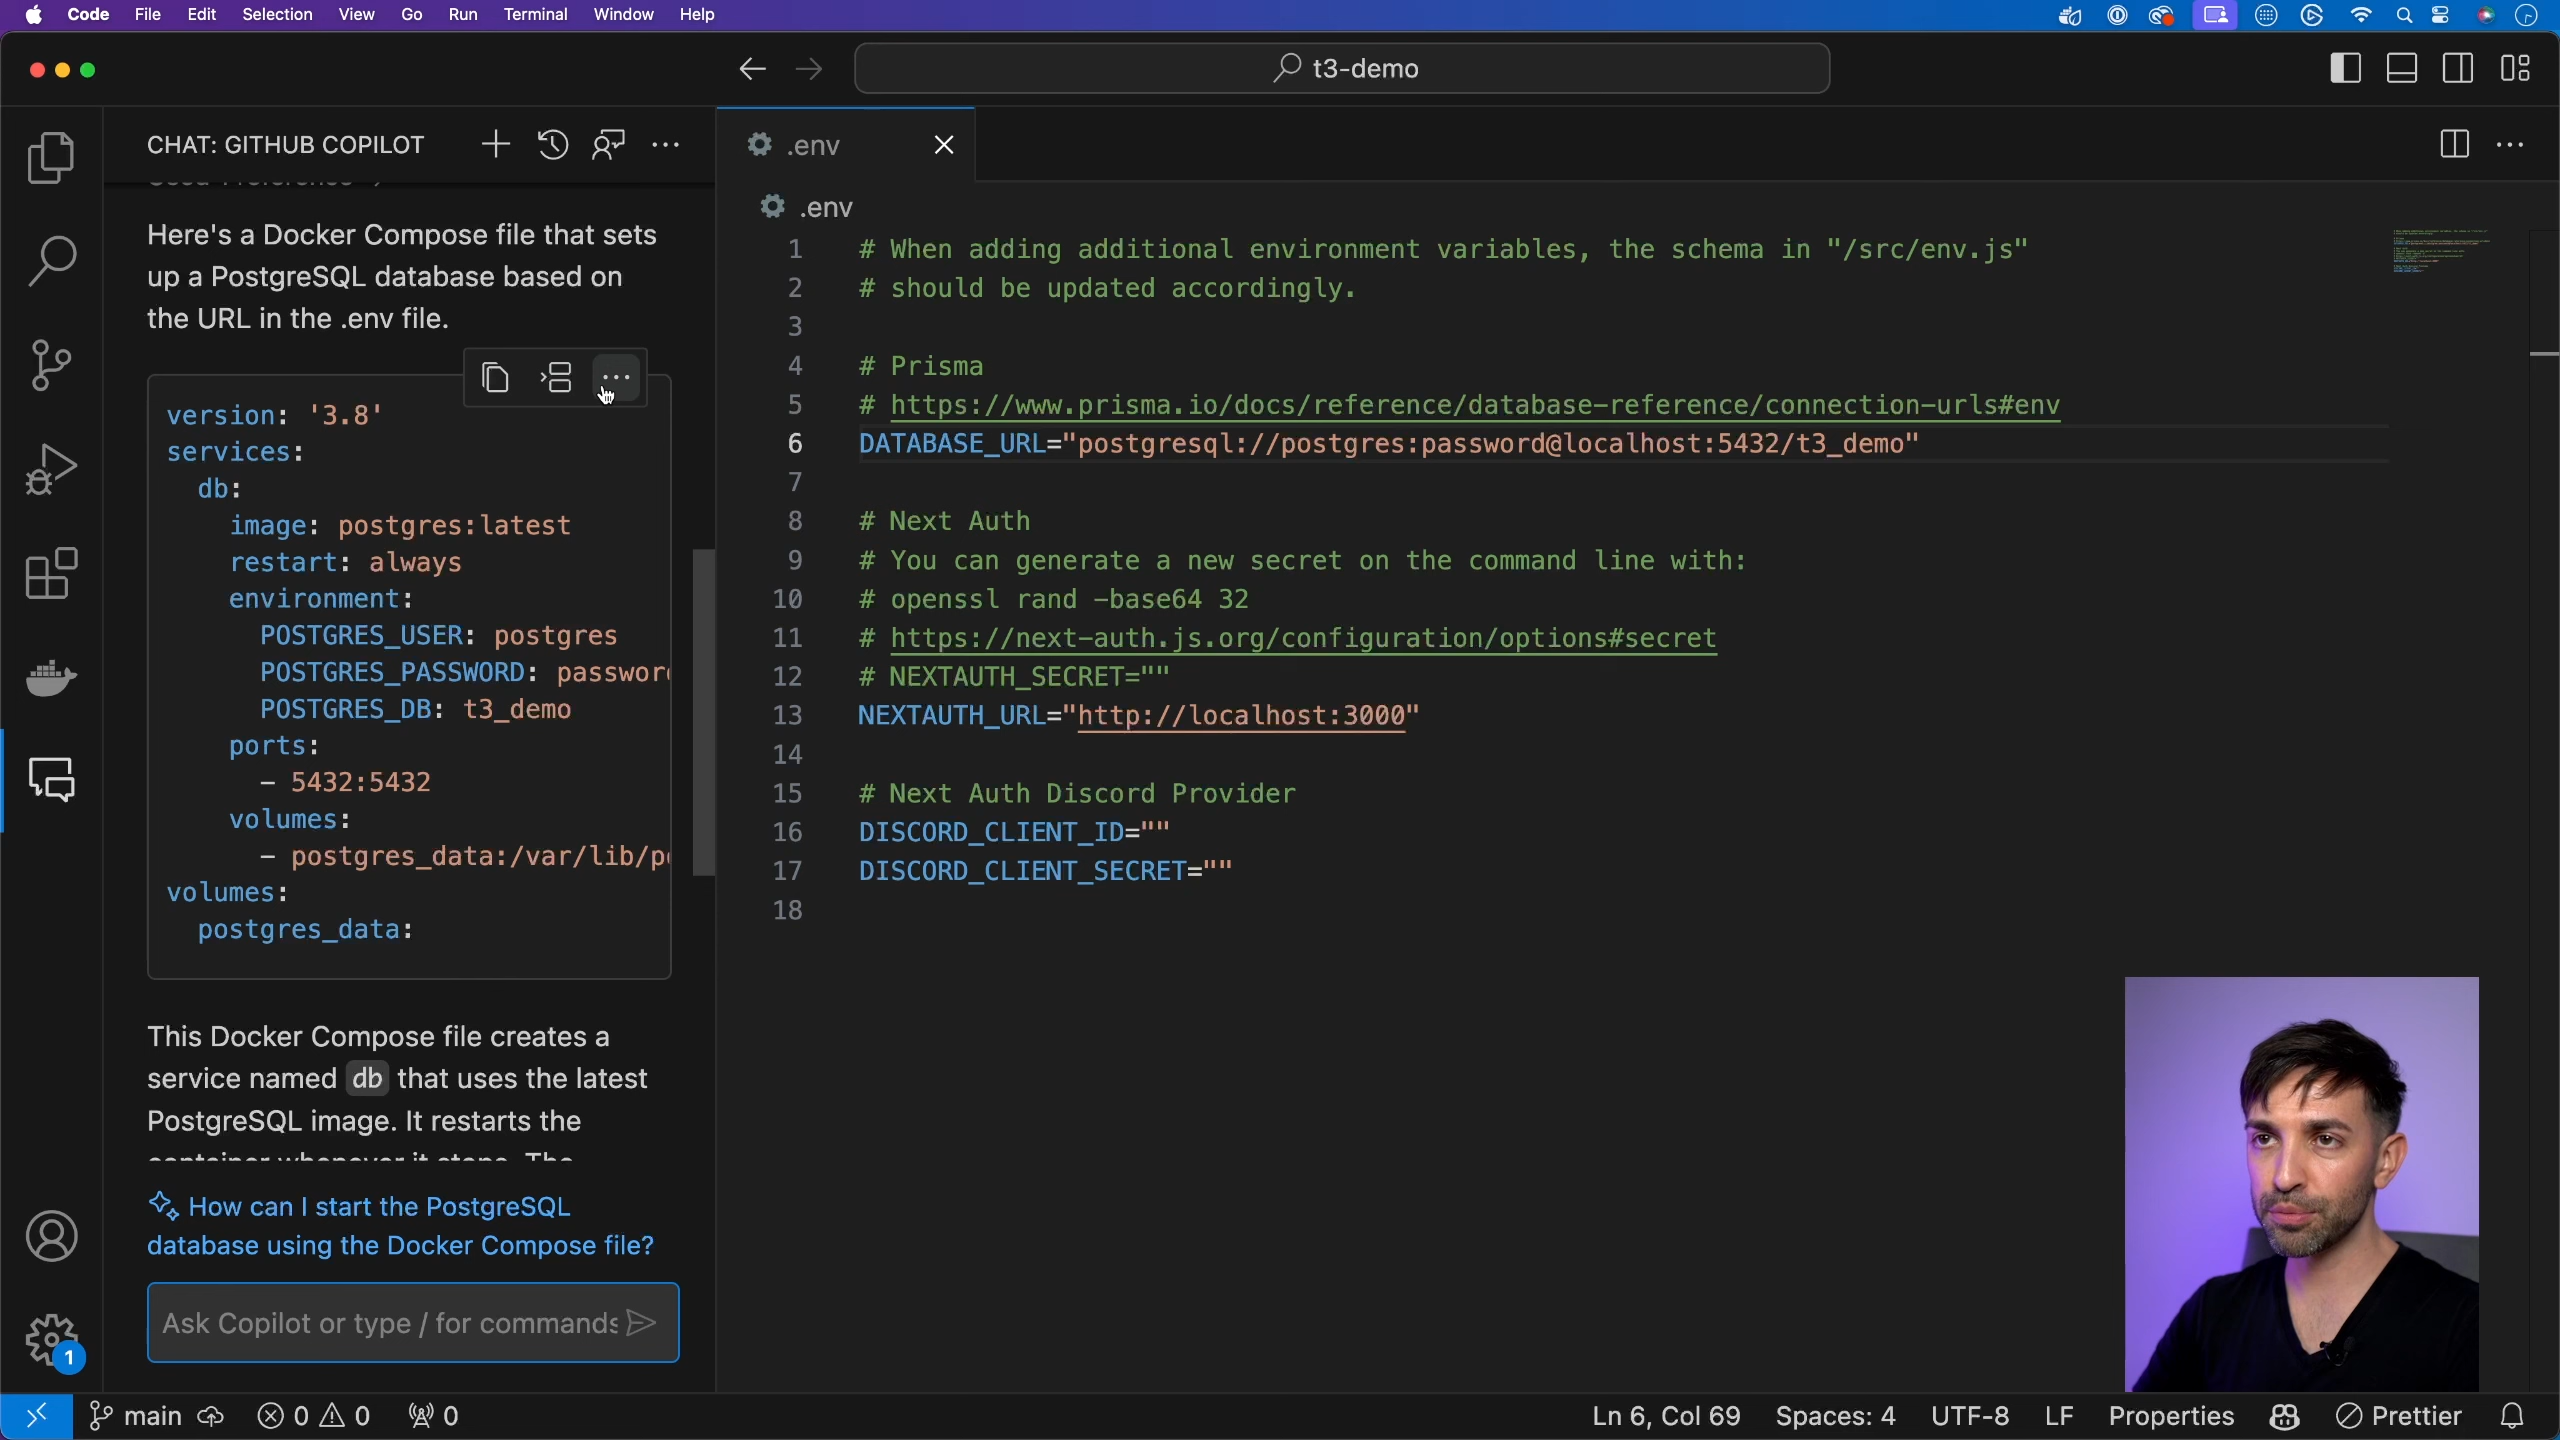 Code File Edit Selection View Go Run Terminal Window Help
t3-demo
CHAT: GITHUB COPILOT
Here's a Docker Compose file that sets
up a PostgreSQL database based on
the URL in the .env file.
version: '3.8'
services:
db:
image: postgres:latest
restart: always
environment:
POSTGRES_USER: postgres
POSTGRES_PASSWORD: password
POSTGRES_DB: t3_demo
ports:
- 5432:5432
volumes:
- postgres_data:/var/lib/p
volumes:
postgres_data:
This Docker Compose file creates a
service named db that uses the latest
PostgreSQL image. It restarts the
container whenever it stops. The
How can I start the PostgreSQL
database using the Docker Compose file?
Ask Copilot or type / for commands
.env
.env
1 # When adding additional environment variables, the schema in "/src/env.js"
2 # should be updated accordingly.
3
4 # Prisma
5 # https://www.prisma.io/docs/reference/database-reference/connection-urls#env
6 DATABASE_URL="postgresql://postgres:password@localhost:5432/t3_demo"
7
8 # Next Auth
9 # You can generate a new secret on the command line with:
10 # openssl rand -base64 32
11 # https://next-auth.js.org/configuration/options#secret
12 # NEXTAUTH_SECRET=""
13 NEXTAUTH_URL="http://localhost:3000"
14
15 # Next Auth Discord Provider
16 DISCORD_CLIENT_ID=""
17 DISCORD_CLIENT_SECRET=""
18
1
main 0 0 0 Ln 6, Col 69 Spaces: 4 UTF-8 LF Properties Prettier